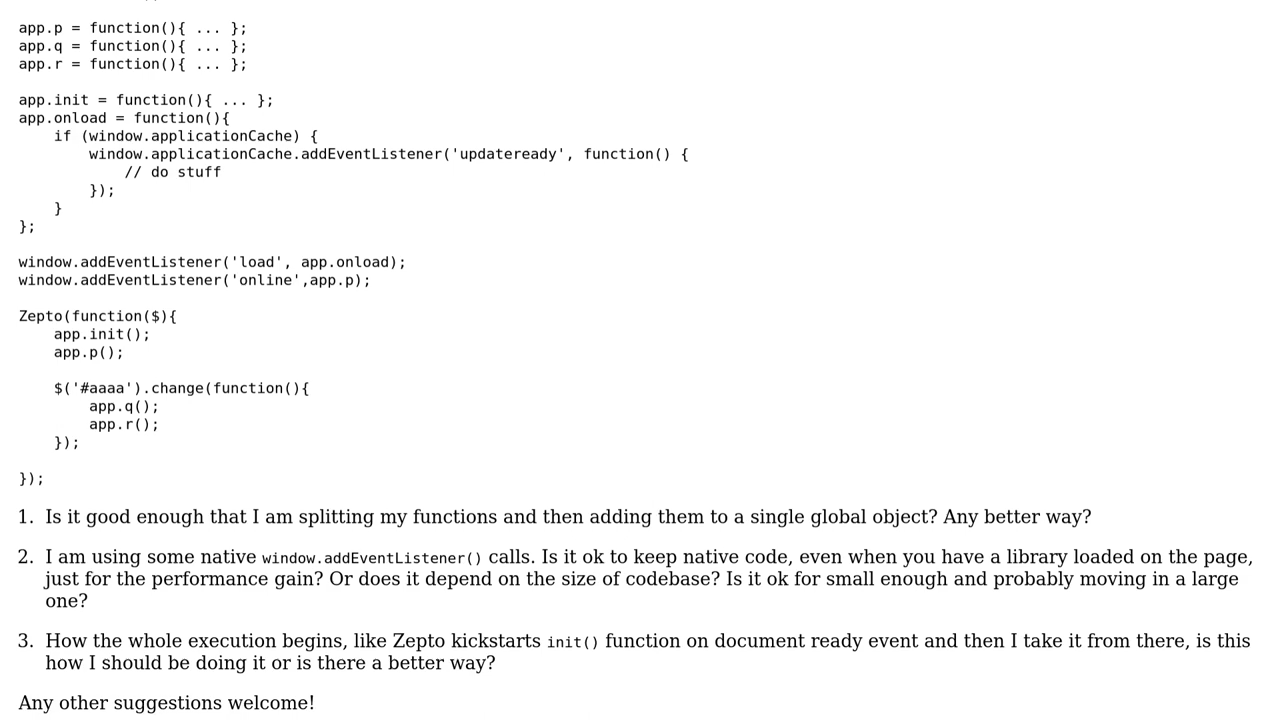 app.p = function(){ ... };
app.q = function(){ ... };
app.r = function(){ ... };

app.init = function(){ ... };
app.onload = function(){
    if (window.applicationCache) {
        window.applicationCache.addEventListener('updateready', function() {
            // do stuff
        });
    }
};

window.addEventListener('load', app.onload);
window.addEventListener('online',app.p);

Zepto(function($){
    app.init();
    app.p();

    $('#aaaa').change(function(){
        app.q();
        app.r();
    });

});
1. Is it good enough that I am splitting my functions and then adding them to a single global object? Any better way?
2. I am using some native window.addEventListener() calls. Is it ok to keep native code, even when you have a library loaded on the page,
just for the performance gain? Or does it depend on the size of codebase? Is it ok for small enough and probably moving in a large
one?
3. How the whole execution begins, like Zepto kickstarts init() function on document ready event and then I take it from there, is this
how I should be doing it or is there a better way?
Any other suggestions welcome!